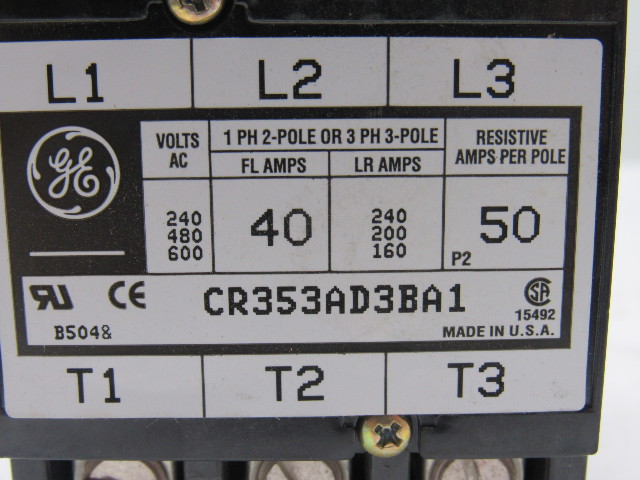 L1 L2 L3
GE
VOLTS AC
1 PH 2-POLE OR 3 PH 3-POLE
RESISTIVE AMPS PER POLE
FL AMPS LR AMPS
240
480
600
40
240
200
160
50
P2
CR353AD3BA1
15492
B504&
MADE IN U.S.A.
T1 T2 T3